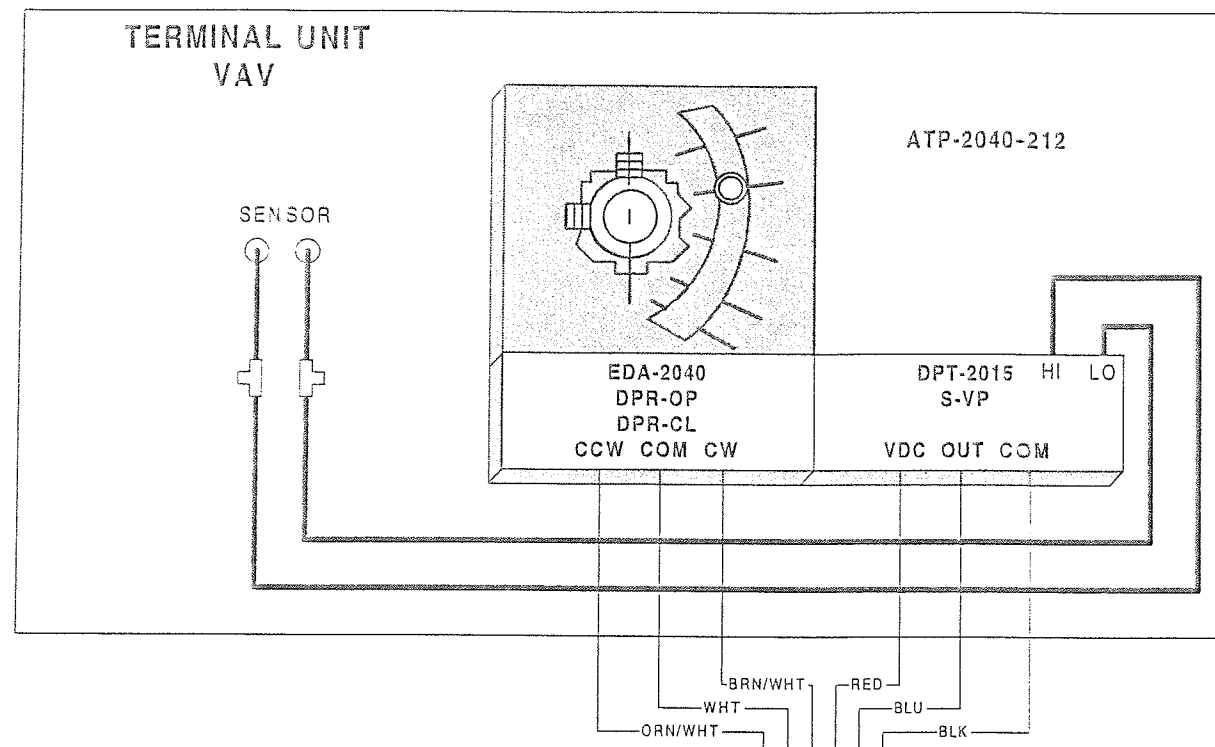 TERMINAL UNIT
VAV
ATP-2040-212
SENSOR
EDA-2040
DPR-OP
DPR-CL
CCW COM CW
DPT-2015 HI LO
S-VP
VDC OUT COM
BRN/WHT RED
WHT BLU
ORN/WHT BLK